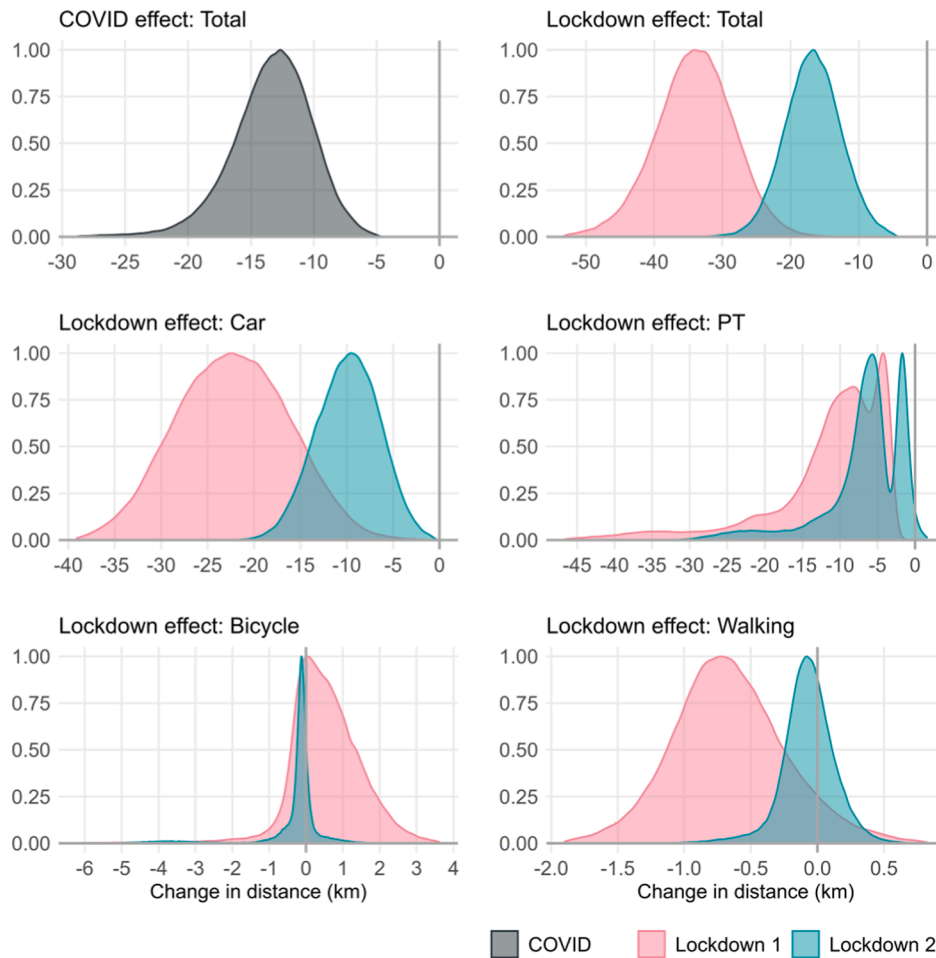 COVID effect: Total
1.00
0.75
0.50
0.25
0.00
-30 -25 -20 -15 -10 -5 0
Lockdown effect: Total
1.00
0.75
0.50
0.25
0.00
-50 -40 -30 -20 -10 0
Lockdown effect: Car
1.00
0.75
0.50
0.25
0.00
-40 -35 -30 -25 -20 -15 -10 -5 0
Lockdown effect: PT
1.00
0.75
0.50
0.25
0.00
-45 -40 -35 -30 -25 -20 -15 -10 -5 0
Lockdown effect: Bicycle
1.00
0.75
0.50
0.25
0.00
-6 -5 -4 -3 -2 -1 0 1 2 3 4
Change in distance (km)
Lockdown effect: Walking
1.00
0.75
0.50
0.25
0.00
-2.0 -1.5 -1.0 -0.5 0.0 0.5
Change in distance (km)
COVID Lockdown 1 Lockdown 2